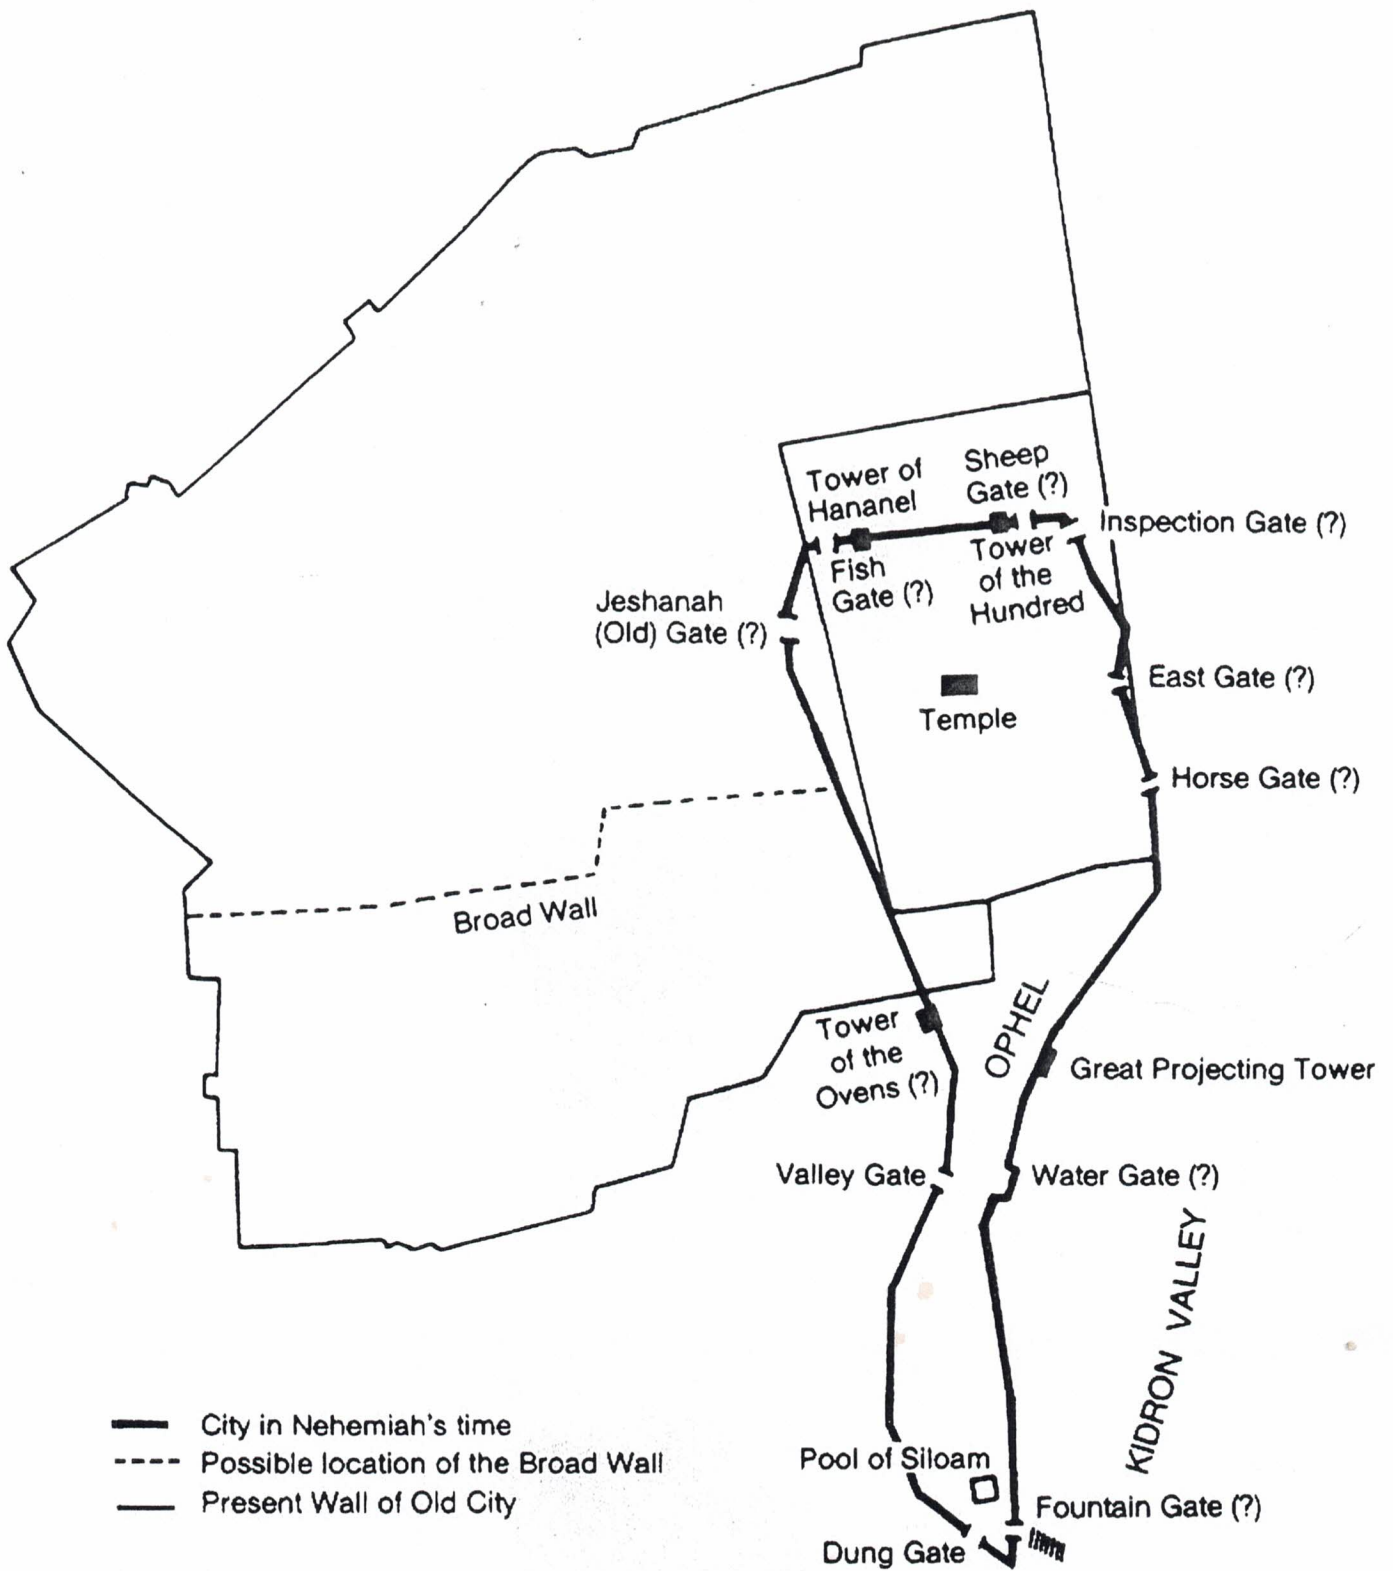 Tower of
Hananel
Sheep
Gate (?)
Inspection Gate (?)
Tower
of the
Hundred
Fish
Gate (?)
Jeshanah
(Old) Gate (?)
East Gate (?)
Temple
Horse Gate (?)
Broad Wall
OPHEL
Tower
of the
Ovens (?)
Great Projecting Tower
Valley Gate
Water Gate (?)
KIDRON VALLEY
City in Nehemiah's time
Possible location of the Broad Wall
Present Wall of Old City
Pool of Siloam
Fountain Gate (?)
Dung Gate